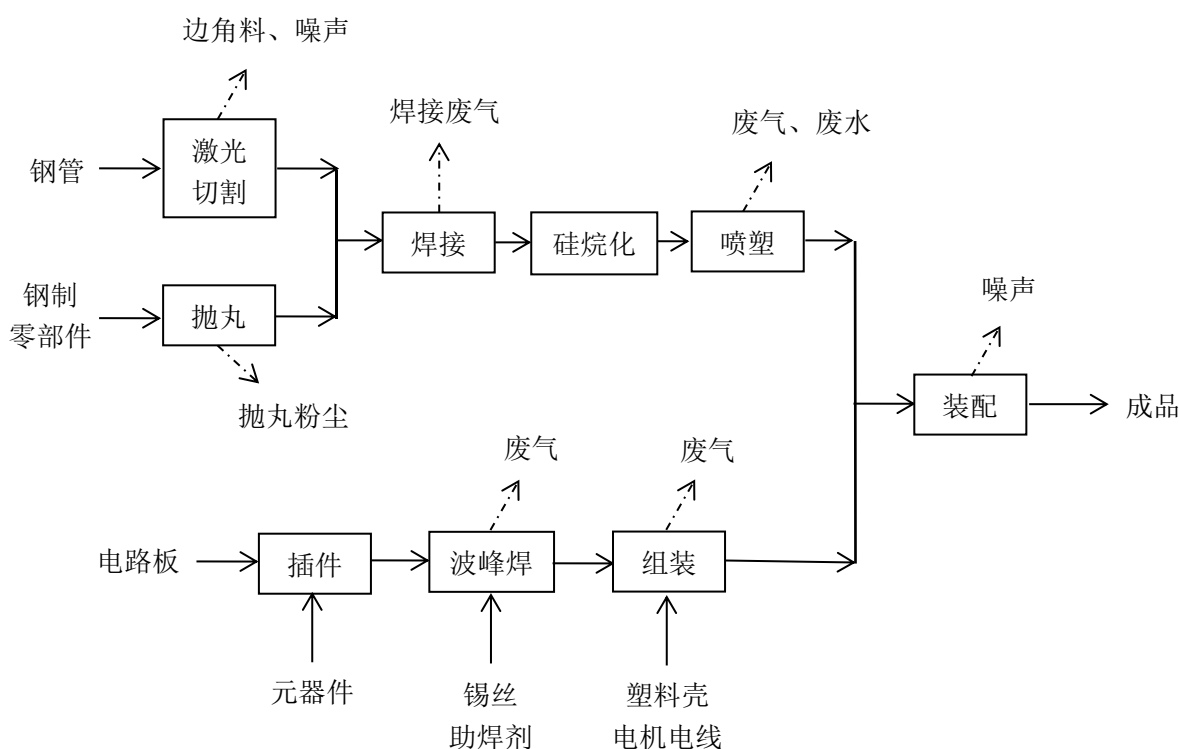 边角料、噪声
焊接废气
废气、废水
钢管
激光
切割
焊接
硅烷化
喷塑
钢制
零部件
抛丸
抛丸粉尘
噪声
装配
成品
废气
废气
电路板
插件
波峰焊
组装
元器件
锡丝
助焊剂
塑料壳
电机电线